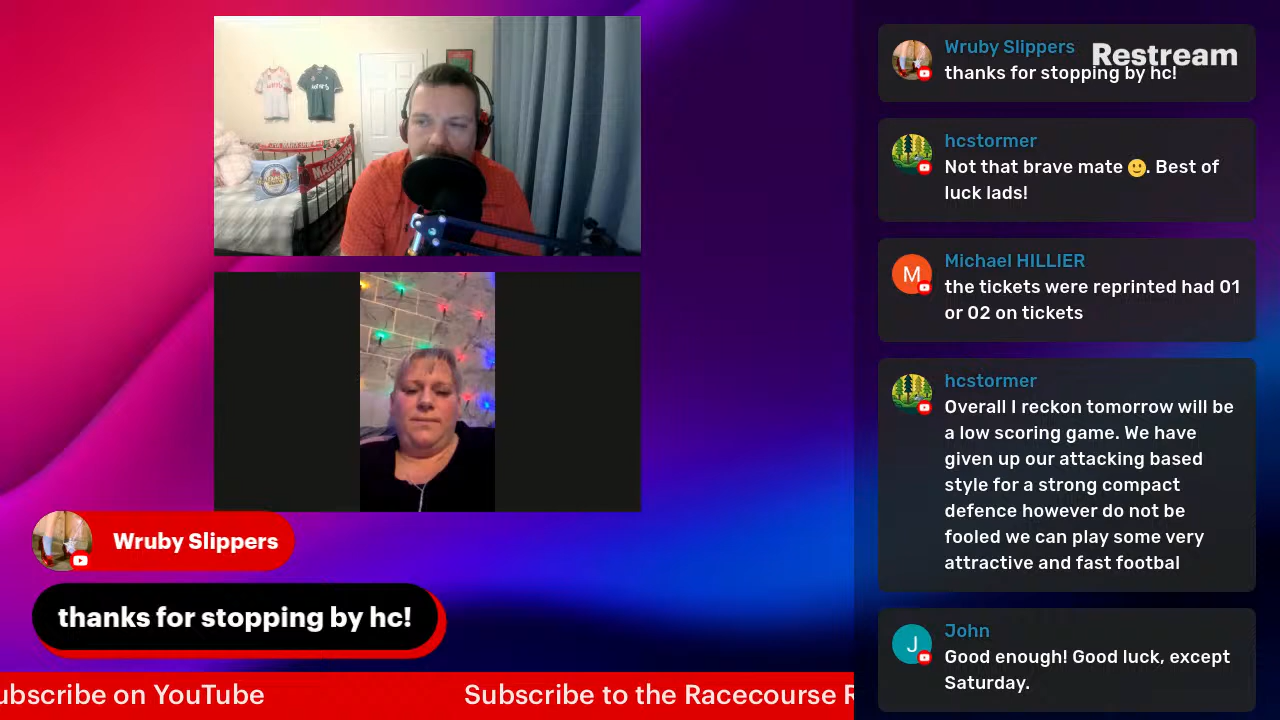 Wruby Slippers
thanks for stopping by hc!
ubscribe on YouTube
Subscribe to the Racecourse
Restream
Wruby Slippers
thanks for stopping by hc!
hcstormer
Not that brave mate 🙂. Best of
luck lads!
M
Michael HILLIER
the tickets were reprinted had 01
or 02 on tickets
hcstormer
Overall I reckon tomorrow will be
a low scoring game. We have
given up our attacking based
style for a strong compact
defence however do not be
fooled we can play some very
attractive and fast footbal
J
John
Good enough! Good luck, except
Saturday.